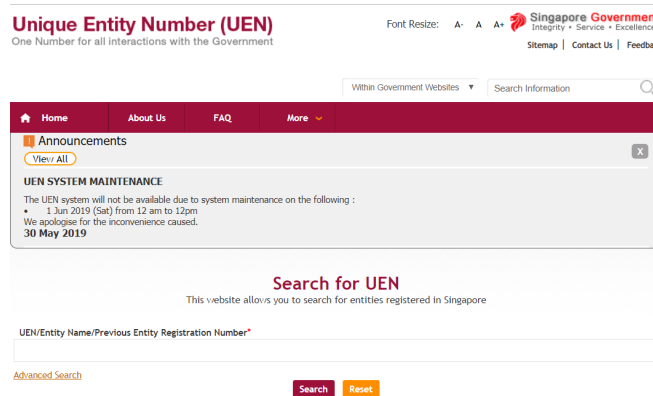 Unique Entity Number (UEN)
One Number for all interactions with the Government
Font Resize: A- A A+
Singapore Governmen
Integrity • Service • Excellence
Sitemap | Contact Us | Feedba
Within Government Websites ▼
Search Information
Home About Us FAQ More
! Announcements
View All
X
UEN SYSTEM MAINTENANCE
The UEN system will not be available due to system maintenance on the following :
• 1 Jun 2019 (Sat) from 12 am to 12pm
We apologise for the inconvenience caused.
30 May 2019
Search for UEN
This website allows you to search for entities registered in Singapore
UEN/Entity Name/Previous Entity Registration Number*
Advanced Search
Search Reset